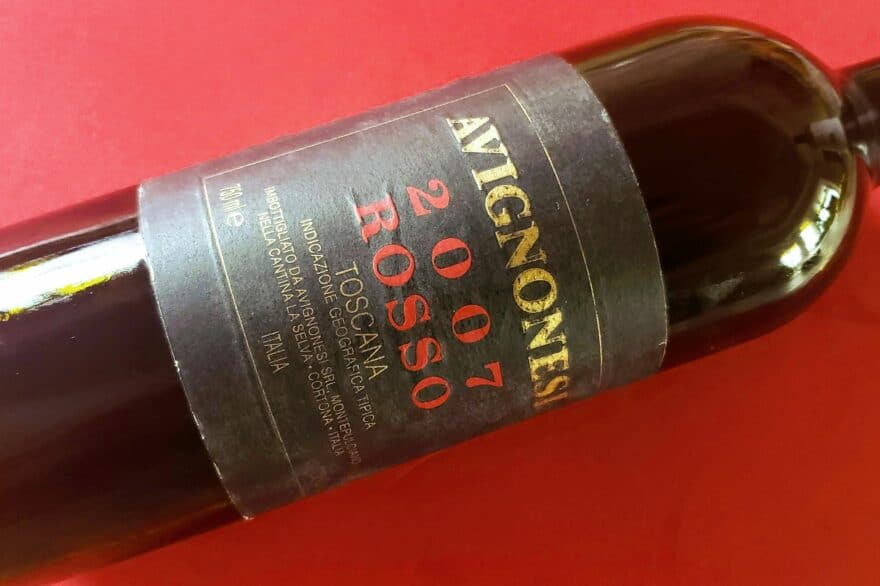 AVIGNONESI
2007
ROSSO
TOSCANA
INDICAZIONE GEOGRAFICA TIPICA
IMBOTTIGLIATO DA AVIGNONESI SRL, MONTEPULCIANO
NELLA CANTINA LA SELVA • CORTONA • ITALIA
ITALIA
750 ml e